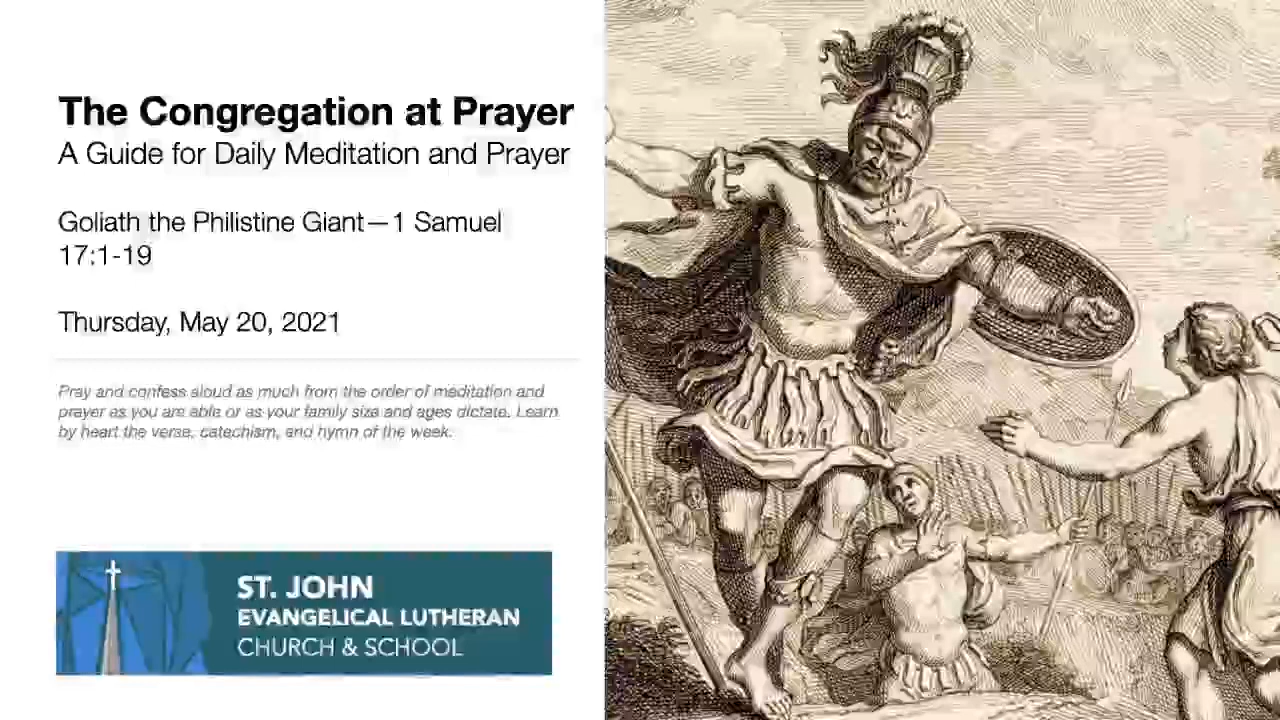 The Congregation at Prayer
A Guide for Daily Meditation and Prayer
Goliath the Philistine Giant—1 Samuel
17:1-19
Thursday, May 20, 2021
Pray and confess aloud as much from the order of meditation and
prayer as you are able or as your family size and ages dictate. Learn
by heart the verse, catechism, and hymn of the week.
ST. JOHN
EVANGELICAL LUTHERAN
CHURCH & SCHOOL